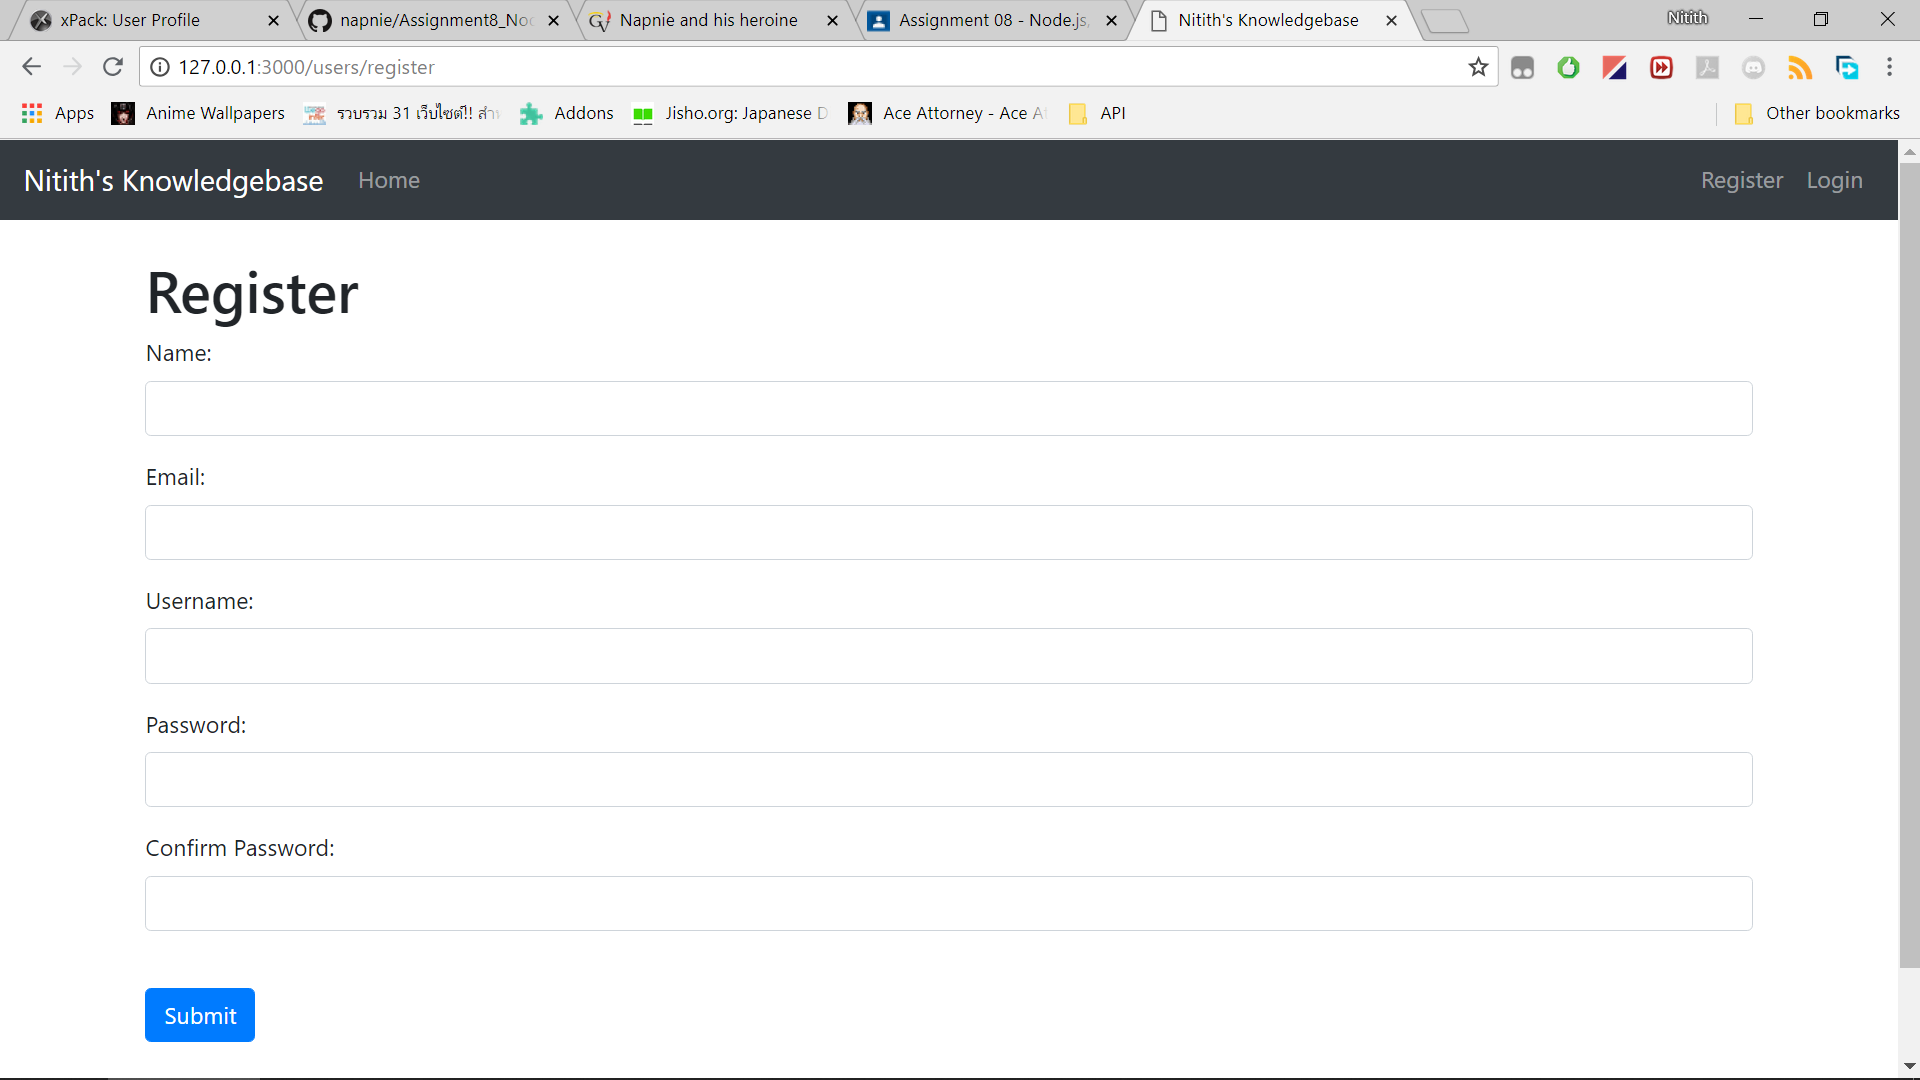 xPack: User Profile
napnie/Assignment8_Noc
Napnie and his heroine
Assignment 08 - Node.js,
Nitith's Knowledgebase
Nitith
127.0.0.1:3000/users/register
Apps
Anime Wallpapers
รวบรวม 31 เว็บไซต์!! สำห
Addons
Jisho.org: Japanese D
Ace Attorney - Ace At
API
Other bookmarks
Nitith's Knowledgebase Home Register Login
Register
Name:
Email:
Username:
Password:
Confirm Password:
Submit